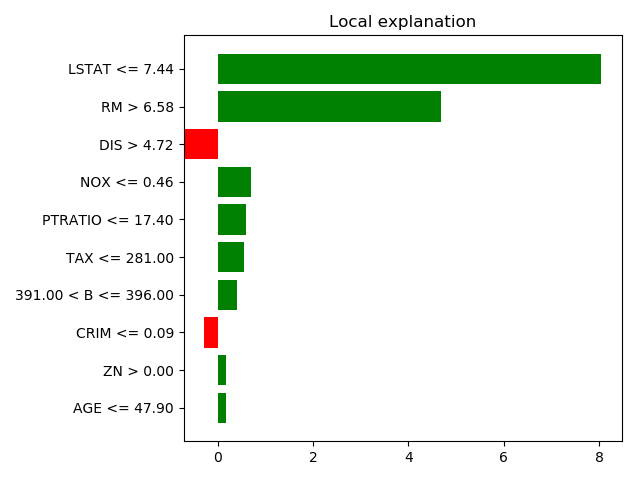 Local explanation
LSTAT <= 7.44
RM > 6.58
DIS > 4.72
NOX <= 0.46
PTRATIO <= 17.40
TAX <= 281.00
391.00 < B <= 396.00
CRIM <= 0.09
ZN > 0.00
AGE <= 47.90
0 2 4 6 8